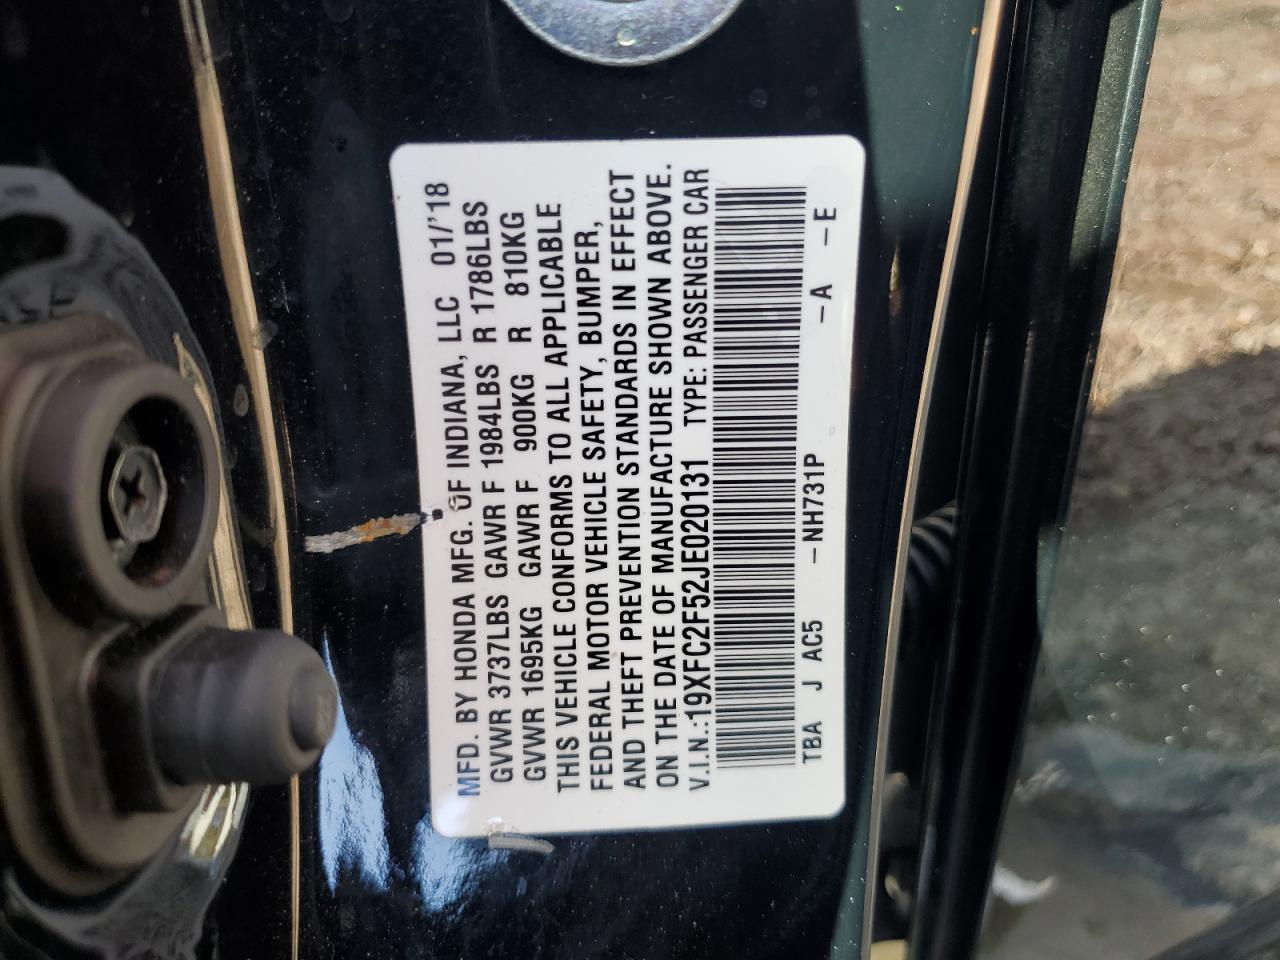 MFD. BY HONDA MFG. OF INDIANA, LLC 01/'18
GVWR 3737LBS GAWR F 1984LBS R 1786LBS
GVWR 1695KG GAWR F 900KG R 810KG
THIS VEHICLE CONFORMS TO ALL APPLICABLE
FEDERAL MOTOR VEHICLE SAFETY, BUMPER,
AND THEFT PREVENTION STANDARDS IN EFFECT
ON THE DATE OF MANUFACTURE SHOWN ABOVE.
V.I.N.:19XFC2F52JE020131 TYPE: PASSENGER CAR
TBA J AC5 -NH731P -A -E